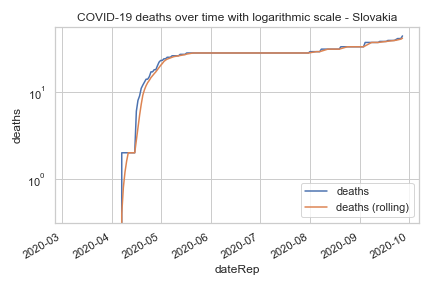 COVID-19 deaths over time with logarithmic scale - Slovakia
deaths
10¹
10⁰
deaths
deaths (rolling)
2020-03
2020-04
2020-05
2020-06
2020-07
2020-08
2020-09
2020-10
dateRep